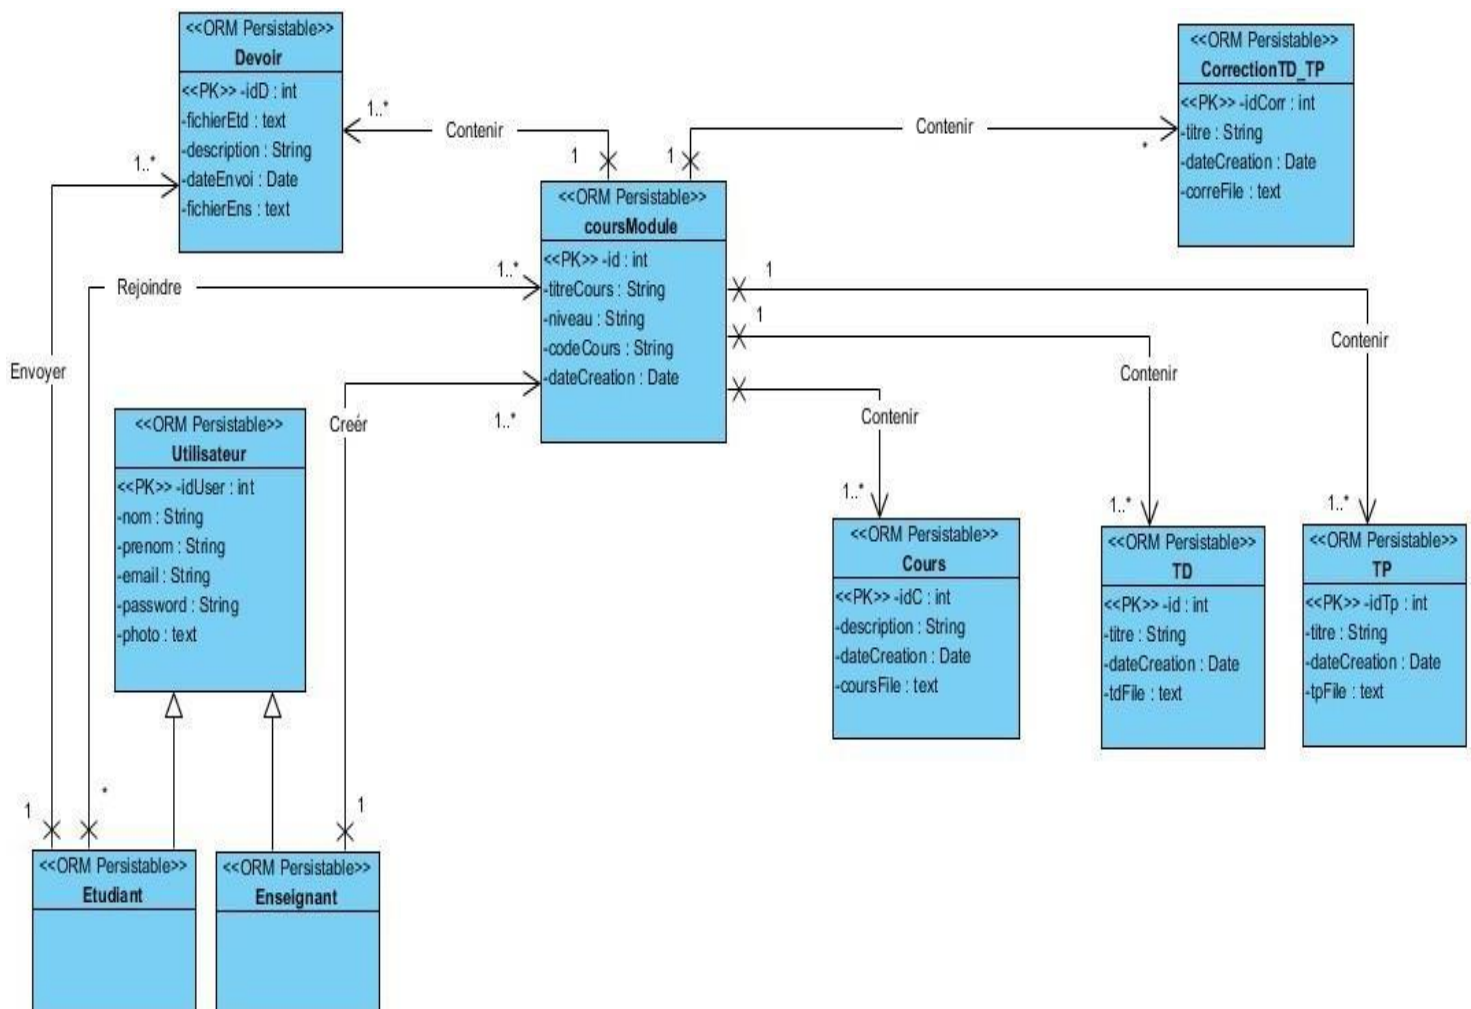 <<ORM Persistable>>
Devoir
<<PK>> -idD : int
-fichierEtd : text
-description : String
-dateEnvoi : Date
-fichierEns : text
1..*
1..*
Contenir
1
<<ORM Persistable>>
CorrectionTD_TP
<<PK>> -idCorr : int
-titre : String
-dateCreation : Date
-correFile : text
Contenir
1
*
<<ORM Persistable>>
coursModule
<<PK>> -id : int
-titreCours : String
-niveau : String
-codeCours : String
-dateCreation : Date
Rejoindre
1..*
1
1
Contenir
Contenir
Contenir
Envoyer
Creér
1..*
<<ORM Persistable>>
Utilisateur
<<PK>> -idUser : int
-nom : String
-prenom : String
-email : String
-password : String
-photo : text
1..*
1..*
1..*
<<ORM Persistable>>
Cours
<<PK>> -idC : int
-description : String
-dateCreation : Date
-coursFile : text
<<ORM Persistable>>
TD
<<PK>> -id : int
-titre : String
-dateCreation : Date
-tdFile : text
<<ORM Persistable>>
TP
<<PK>> -idTp : int
-titre : String
-dateCreation : Date
-tpFile : text
1
*
1
<<ORM Persistable>>
Etudiant
<<ORM Persistable>>
Enseignant